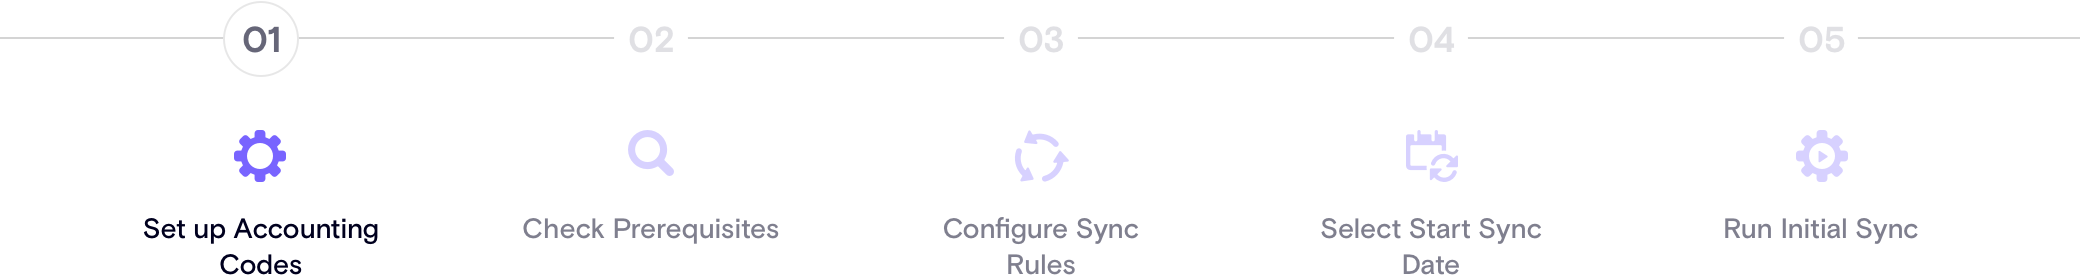 01
02
03
04
05
Set up Accounting
Codes
Check Prerequisites
Configure Sync
Rules
Select Start Sync
Date
Run Initial Sync